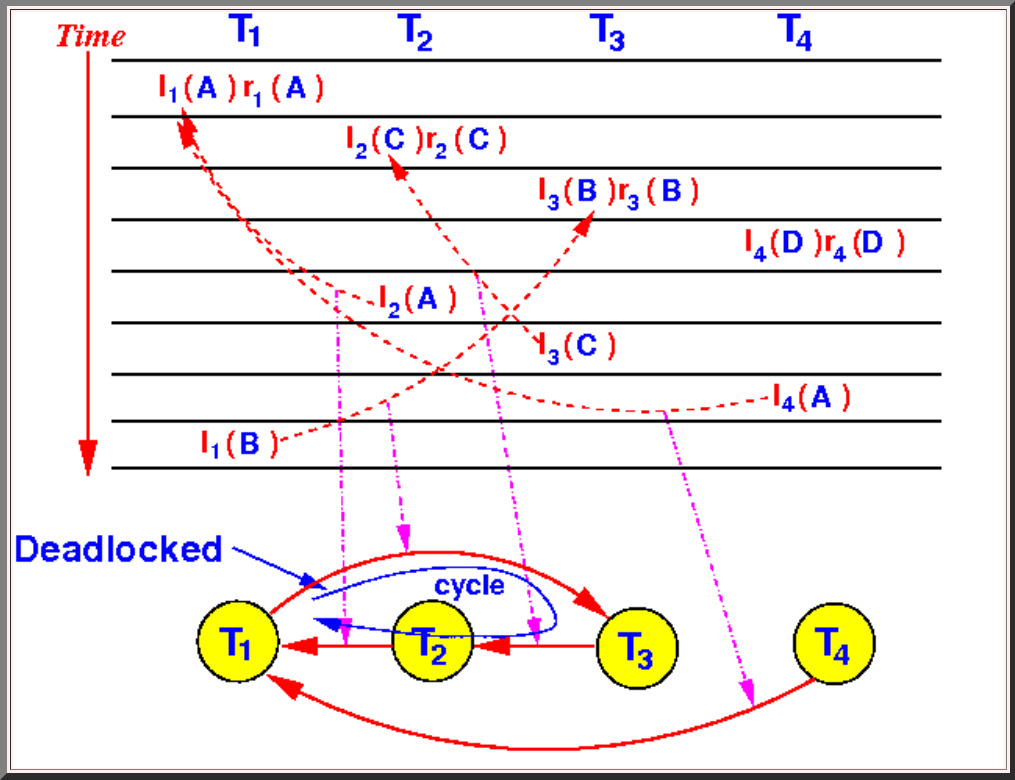 Time T1 T2 T3 T4
l1(A) r1(A)
l2(C) r2(C)
l3(B) r3(B)
l4(D) r4(D)
l2(A)
l3(C)
l4(A)
l1(B)
Deadlocked
cycle
T1 T2 T3 T4